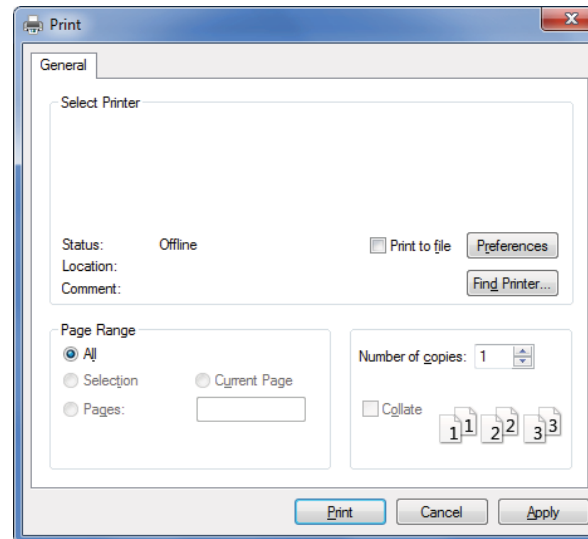 Print
General
Select Printer
Status: Offline
Print to file
Preferences
Location:
Comment:
Find Printer...
Page Range
All
Selection
Current Page
Pages:
Number of copies: 1
Collate
1 1 2 2 3 3
Print
Cancel
Apply